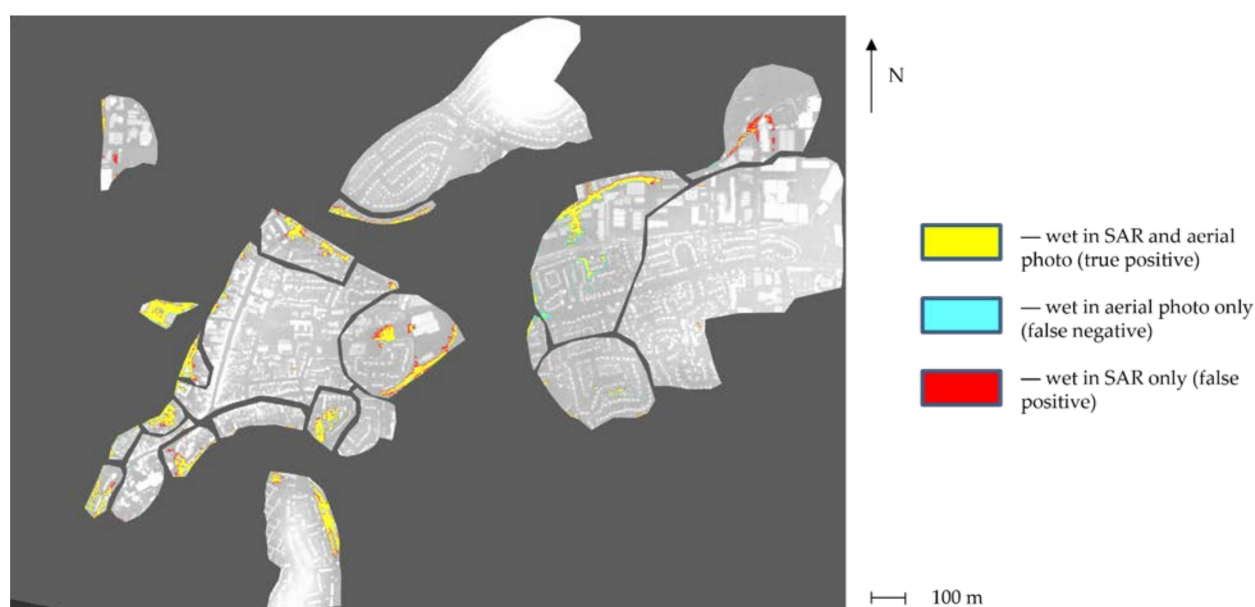 N
— wet in SAR and aerial
photo (true positive)
— wet in aerial photo only
(false negative)
— wet in SAR only (false
positive)
100 m